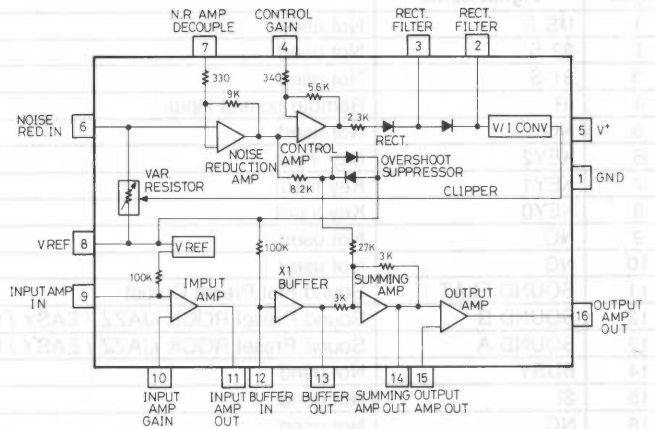 N.R AMP
DECOUPLE
CONTROL
GAIN
RECT.
FILTER
RECT.
FILTER
7
4
3
2
330
340
5.6K
9K
2.3K
NOISE
RED. IN
6
RECT.
V/I CONV
5
V+
NOISE
REDUCTION
AMP
CONTROL
AMP
8.2K
OVERSHOOT
SUPPRESSOR
1
GND
VAR.
RESISTOR
CLIPPER
V REF
8
V REF
100K
27K
3K
100K
INPUT AMP
IN
9
IMPUT
AMP
X1
BUFFER
3K
SUMMING
AMP
OUTPUT
AMP
16
OUTPUT
AMP
OUT
10
11
12
13
14
15
INPUT
AMP
GAIN
INPUT
AMP
OUT
BUFFER
IN
BUFFER
OUT
SUMMING
AMP OUT
OUTPUT
AMP OUT